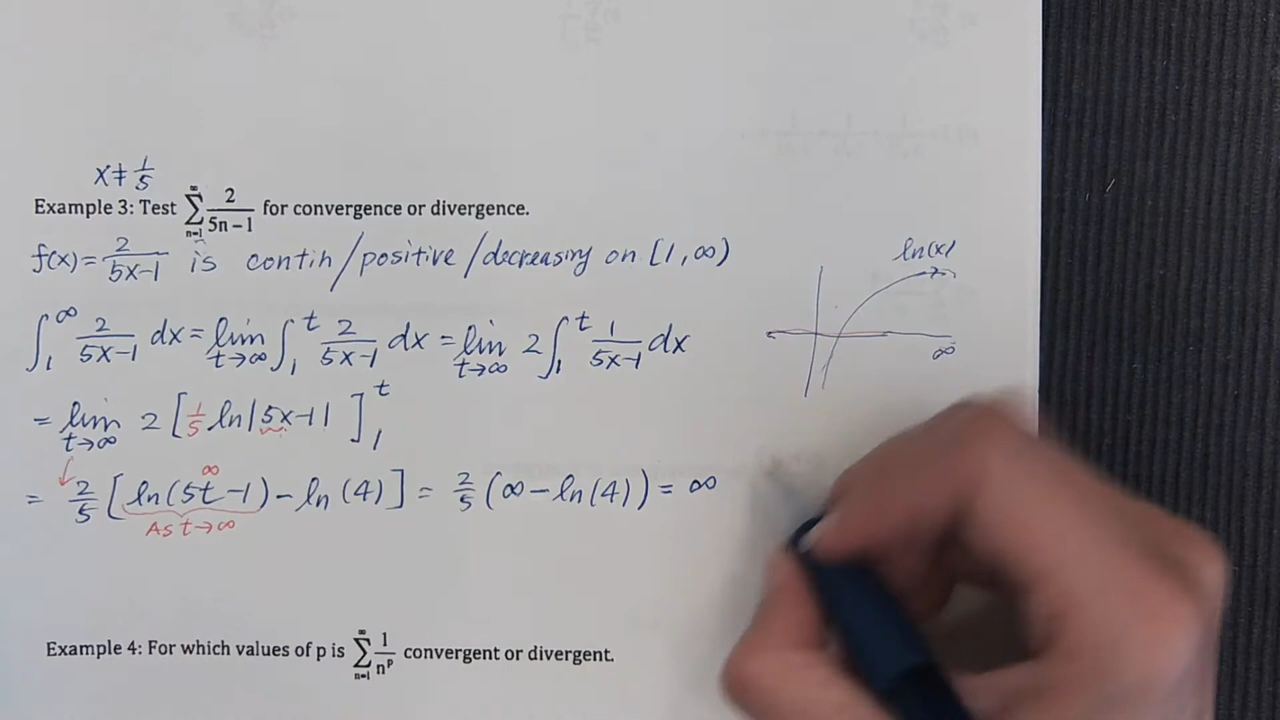 x≠1/5
Example 3: Test ∑_{n=1}^{∞} 2/(5n−1) for convergence or divergence.
f(x)=2/(5x−1) is contin/positive/decreasing on [1,∞)
ln(x)
∞
∫_1^∞ 2/(5x−1) dx = lim_{t→∞} ∫_1^t 2/(5x−1) dx = lim_{t→∞} 2∫_1^t 1/(5x−1) dx
= lim_{t→∞} 2[1/5 ln|5x−1|]_1^t
= 2/5 [ln(5t−1) − ln(4)] = 2/5 (∞ − ln(4)) = ∞
∞
As t→∞
Example 4: For which values of p is ∑_{n=1}^{∞} 1/n^p convergent or divergent.